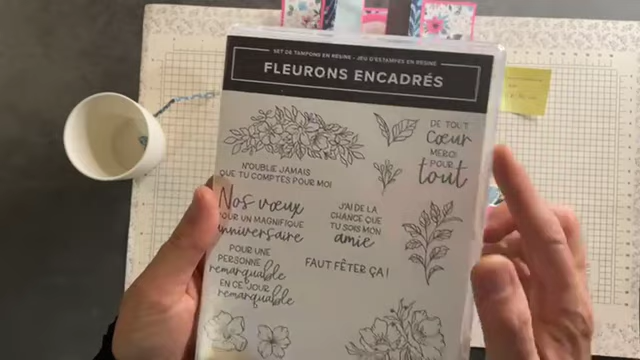 SET DE TAMPONS EN RÉSINE • JEU D'ESTAMPES EN RÉSINE
FLEURONS ENCADRÉS
DE TOUT
cœur
MERCI
POUR
tout
N'OUBLIE JAMAIS
QUE TU COMPTES POUR MOI
Nos vœux
POUR UN MAGNIFIQUE
anniversaire
J'AI DE LA
CHANCE QUE
TU SOIS MON
amie
POUR UNE
PERSONNE
remarquable
EN CE JOUR
remarquable
FAUT FÊTER ÇA!